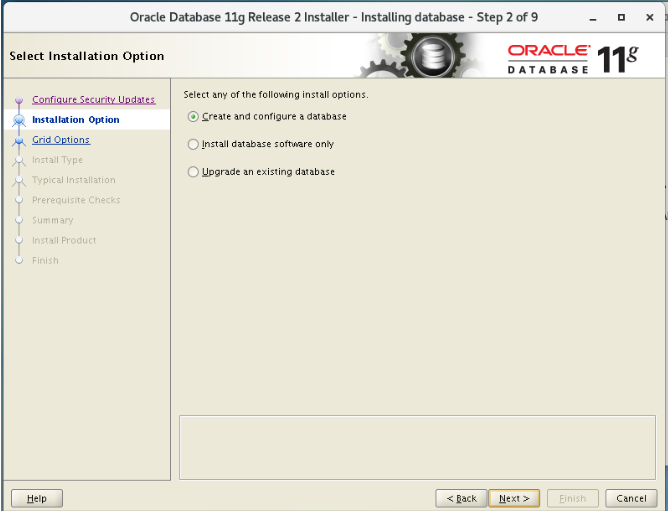 Oracle Database 11g Release 2 Installer - Installing database - Step 2 of 9
Select Installation Option
ORACLE
DATABASE
11g
Configure Security Updates
Installation Option
Grid Options
Install Type
Typical Installation
Prerequisite Checks
Summary
Install Product
Finish
Select any of the following install options.
Create and configure a database
Install database software only
Upgrade an existing database
Help
< Back
Next >
Finish
Cancel